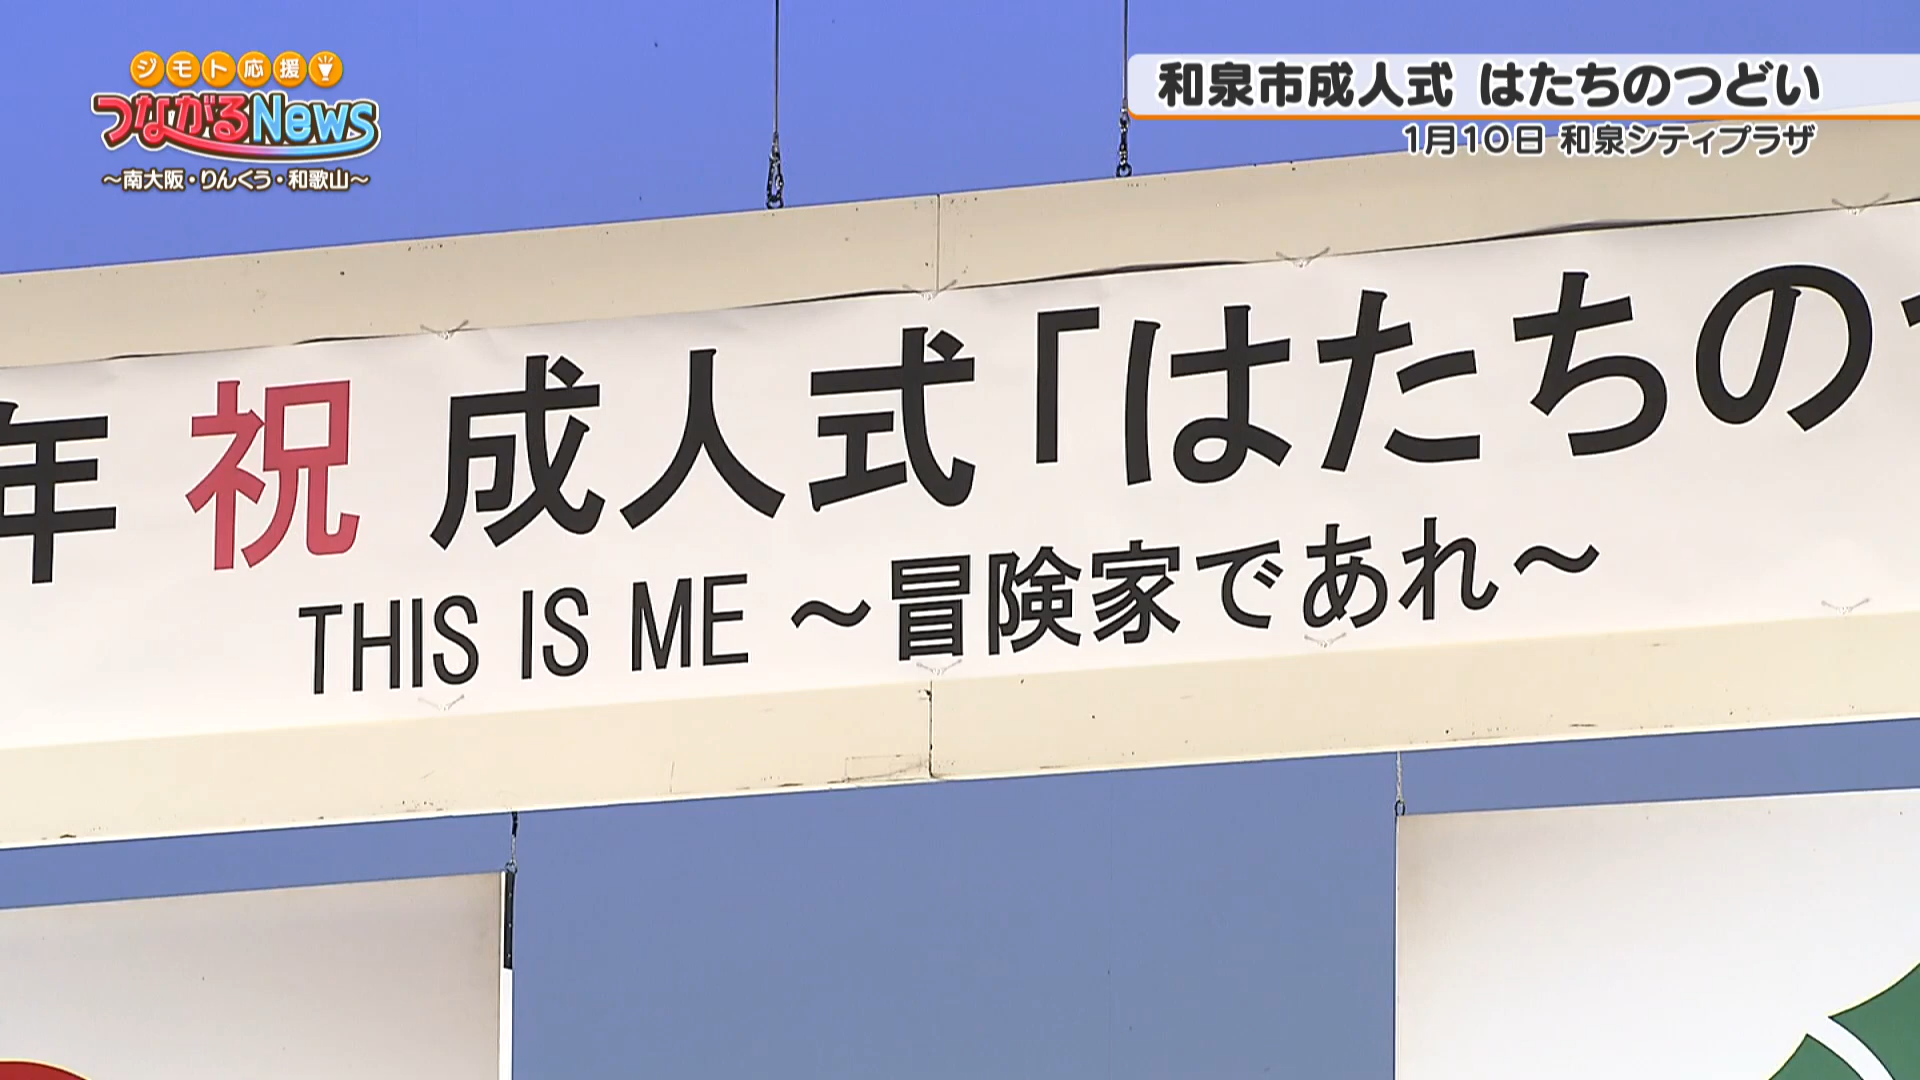 ジモト応援
つながるNews
～南大阪・りんくう・和歌山～
和泉市成人式 はたちのつどい
1月10日 和泉シティプラザ
年 祝 成人式「はたちの
THIS IS ME ～冒険家であれ～